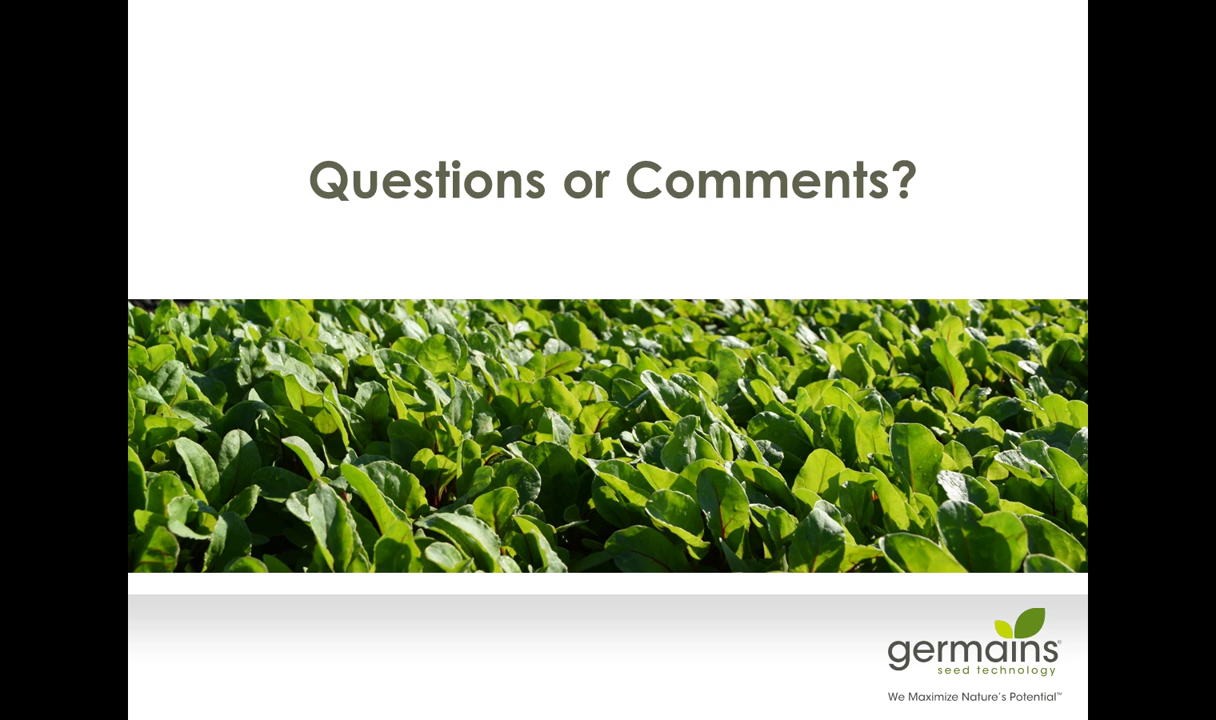 Questions or Comments?
germains®
seed technology
We Maximize Nature's Potential™